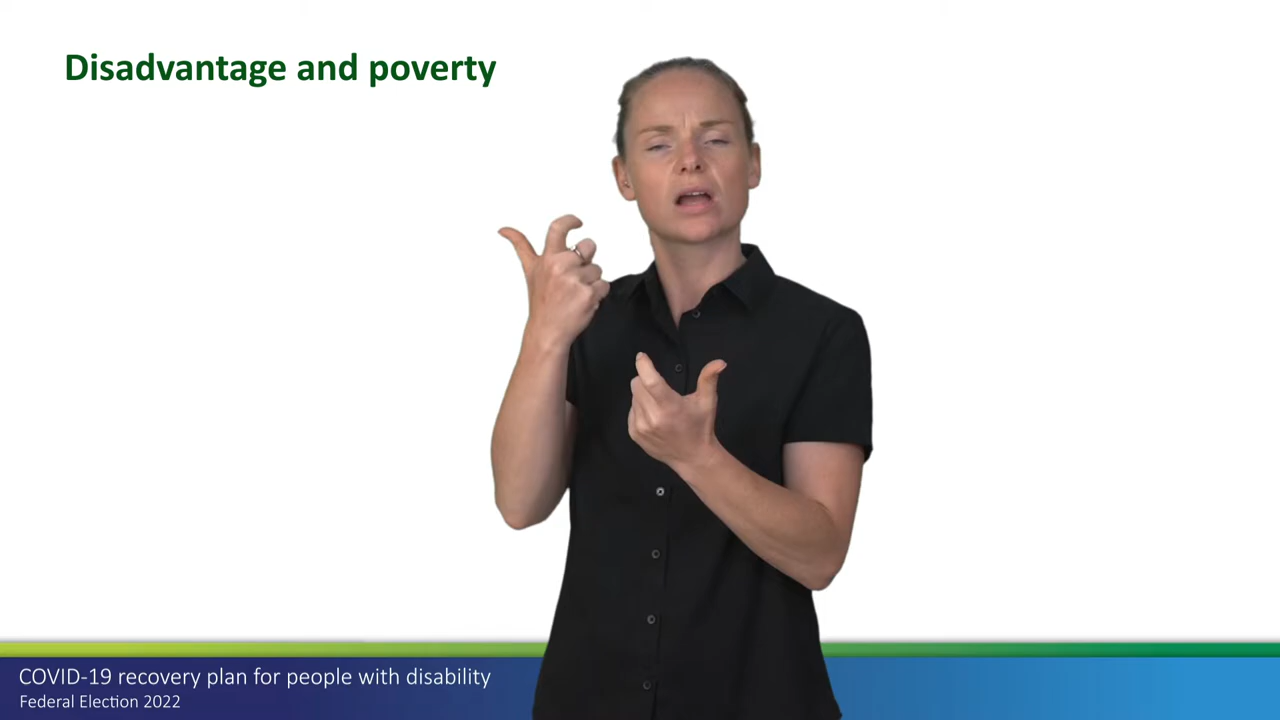 Disadvantage and poverty
COVID-19 recovery plan for people with disability
Federal Election 2022